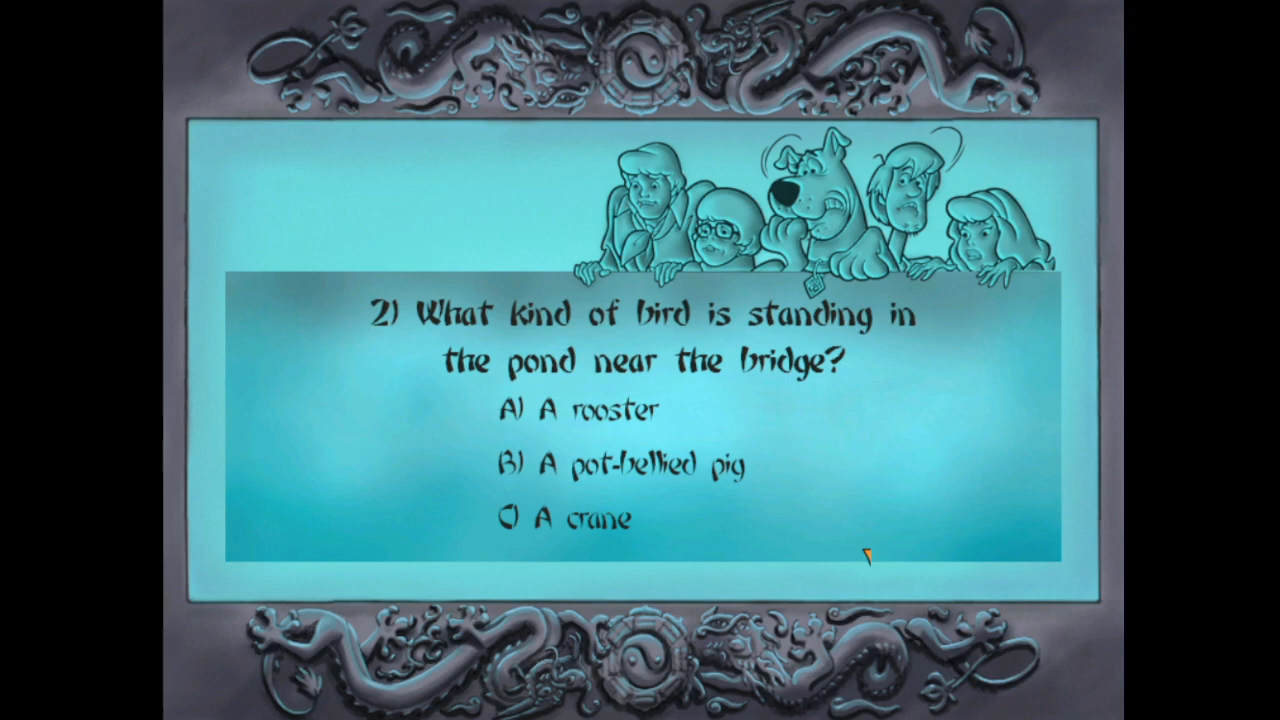 2) What kind of bird is standing in
the pond near the bridge?
A) A rooster
B) A pot-bellied pig
C) A crane